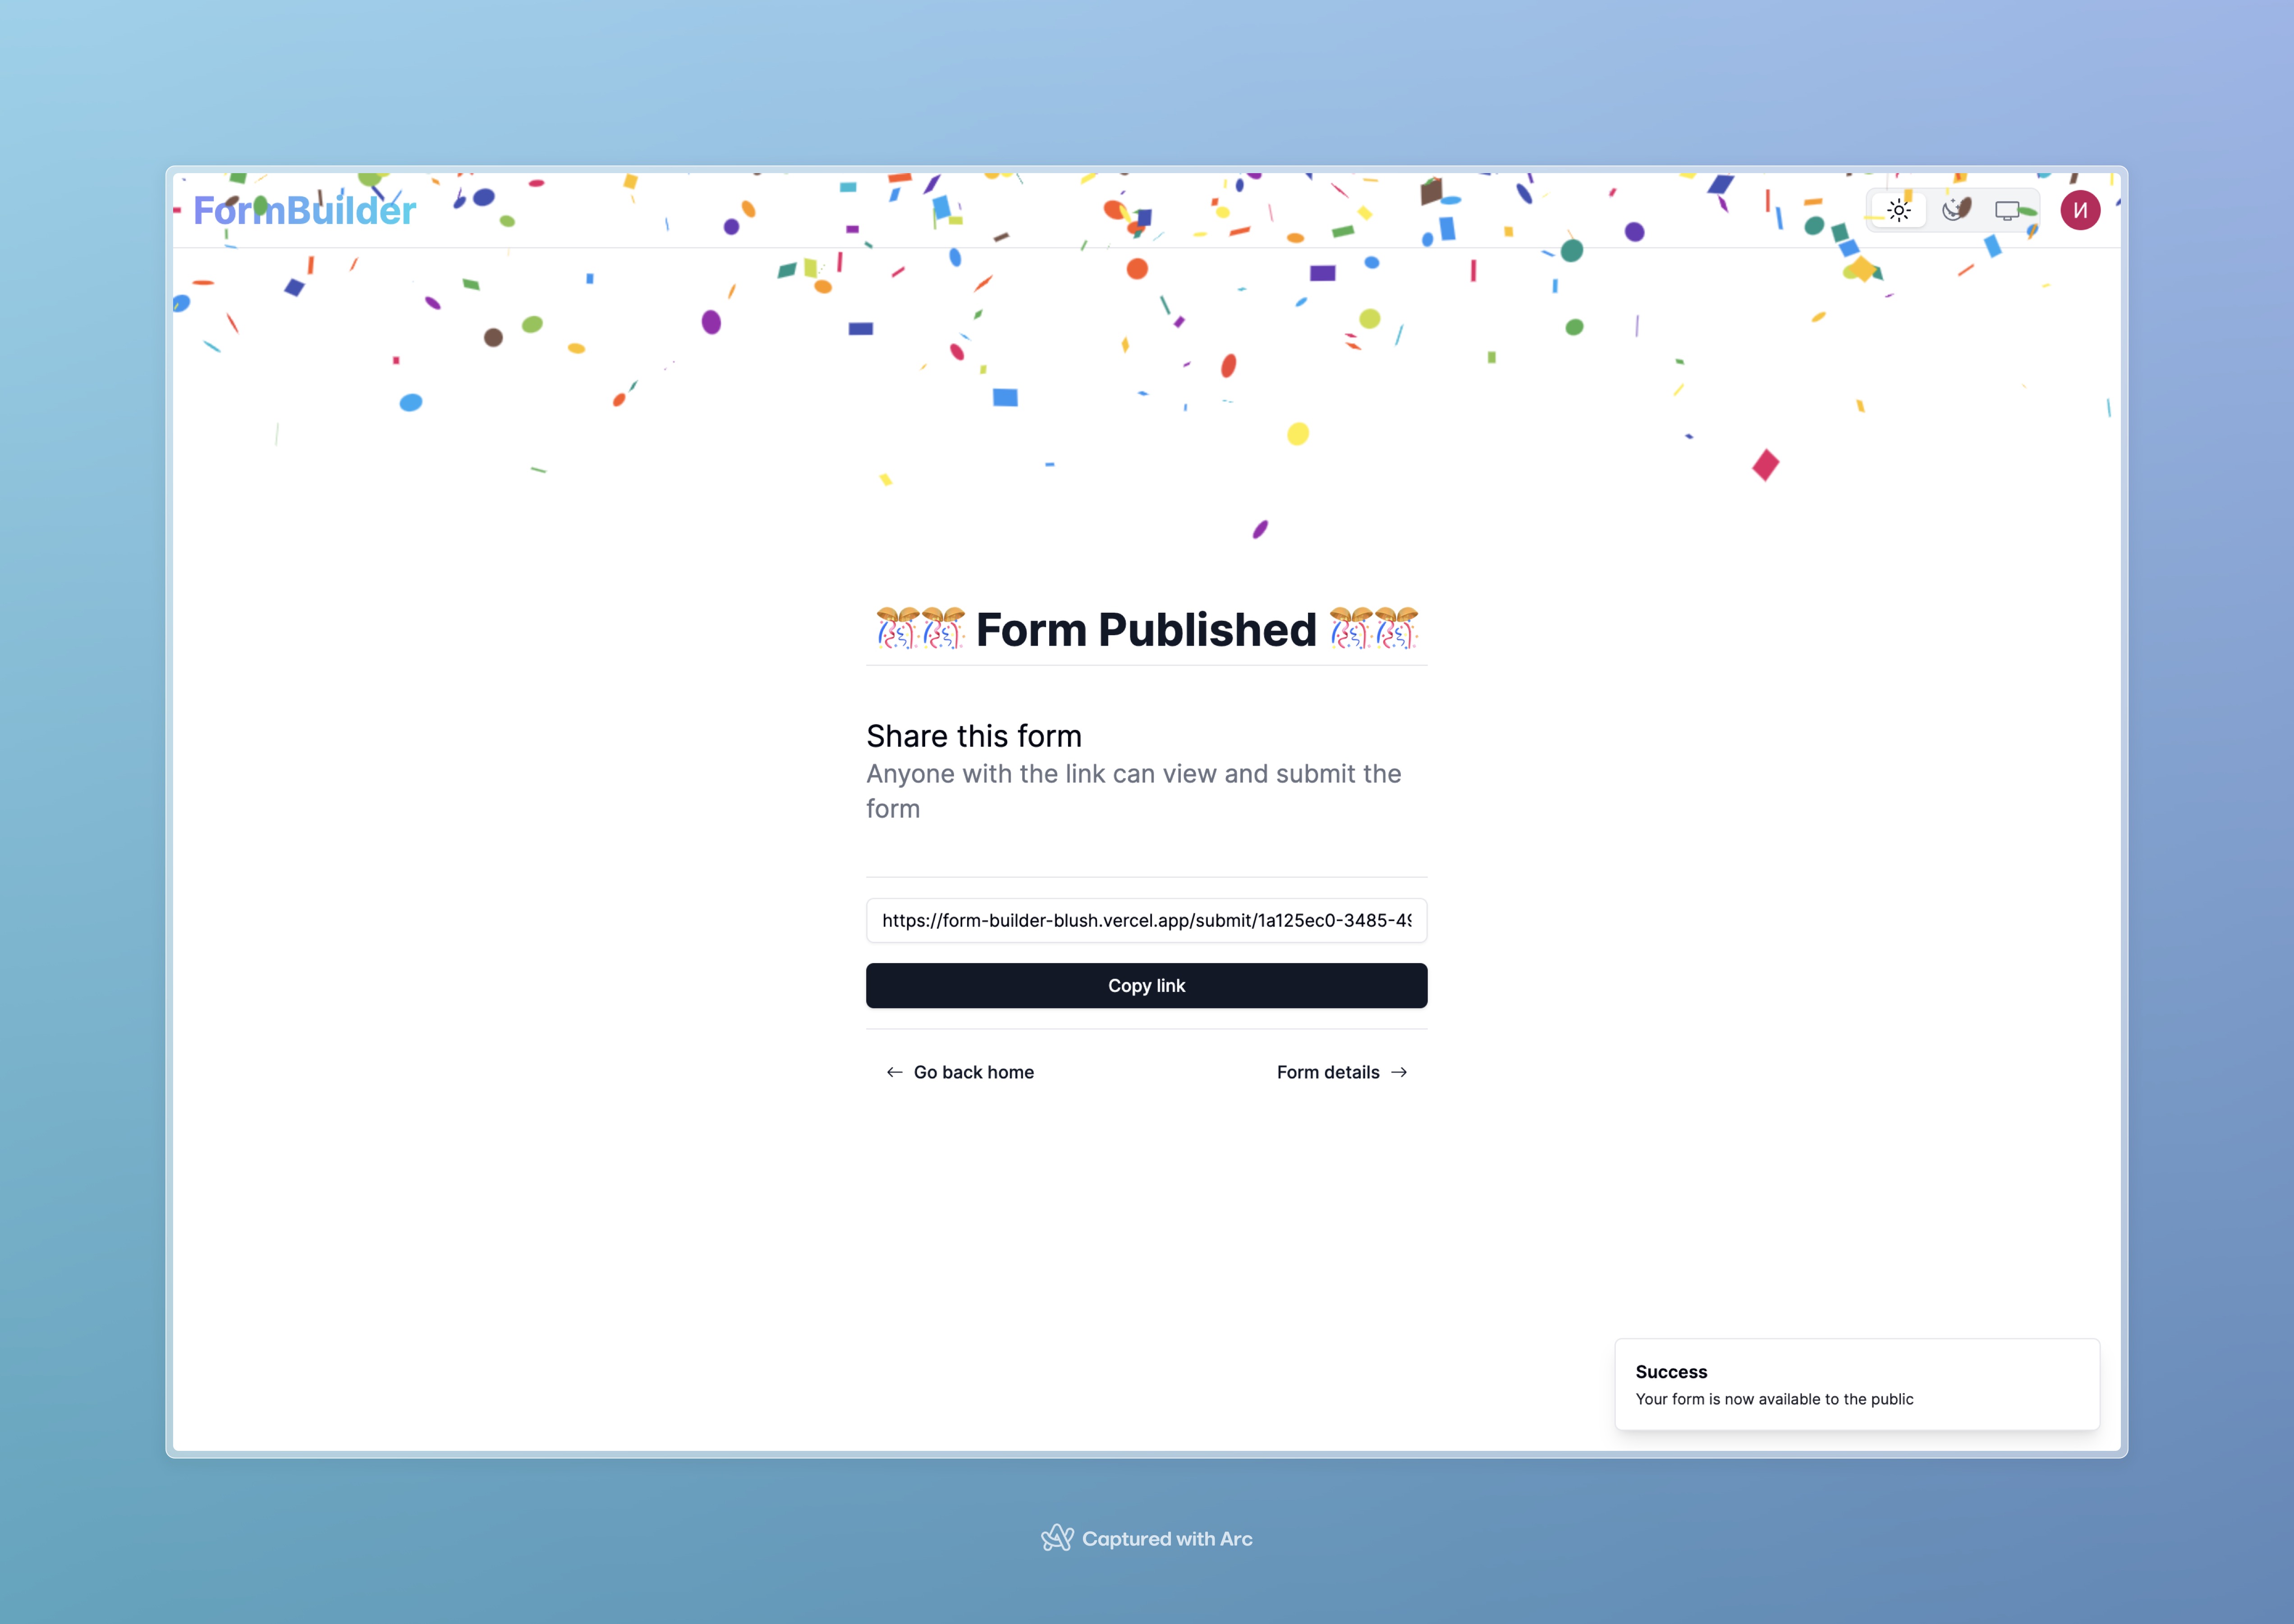 FormBuilder
И
🎊🎊 Form Published 🎊🎊
Share this form
Anyone with the link can view and submit the
form
https://form-builder-blush.vercel.app/submit/1a125ec0-3485-49
Copy link
← Go back home
Form details →
Success
Your form is now available to the public
Captured with Arc